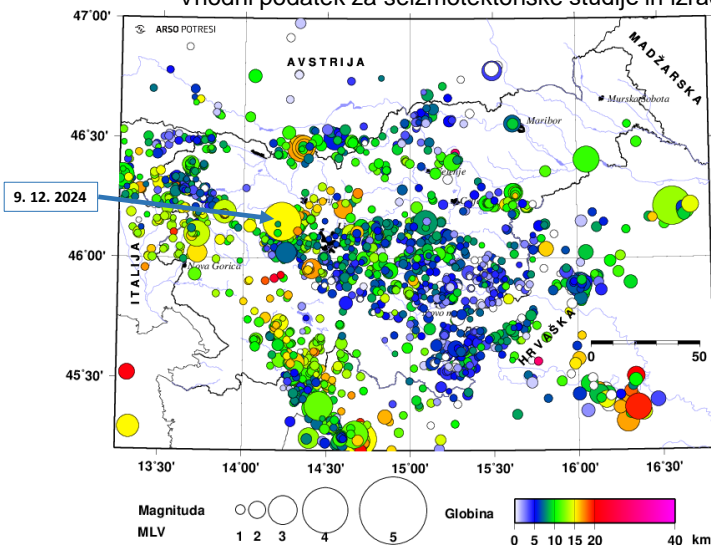 vhodni podatek za seizmotektonske študije in izrač
47˚00'
46˚30'
46˚00'
45˚30'
ARSO POTRESI
AVSTRIJA
MADŽARSKA
Murska Sobota
Maribor
9. 12. 2024
ITALIJA
Nova Gorica
HRVAŠKA
0 50
13˚30' 14˚00' 14˚30' 15˚00' 15˚30' 16˚00' 16˚30'
Magnituda
MLV
1 2 3 4 5
Globina
0 5 10 15 20 40 km